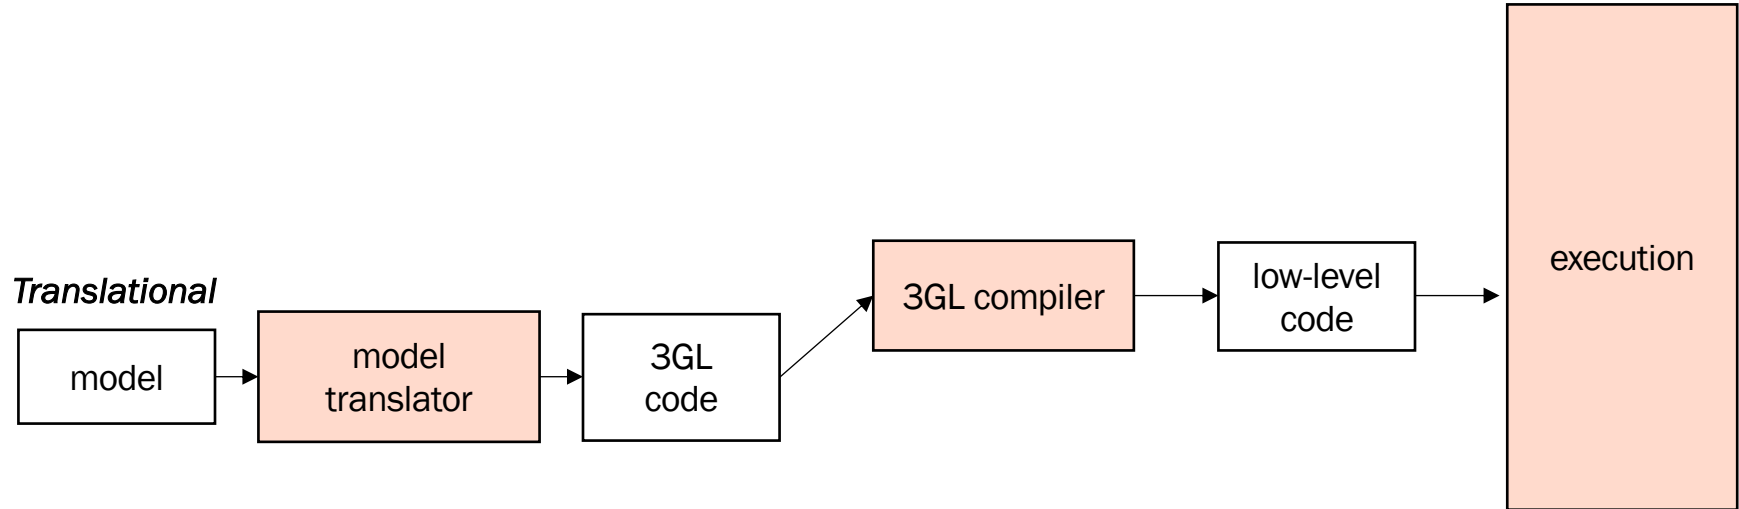 Translational
model
model
translator
3GL
code
3GL compiler
low-level
code
execution